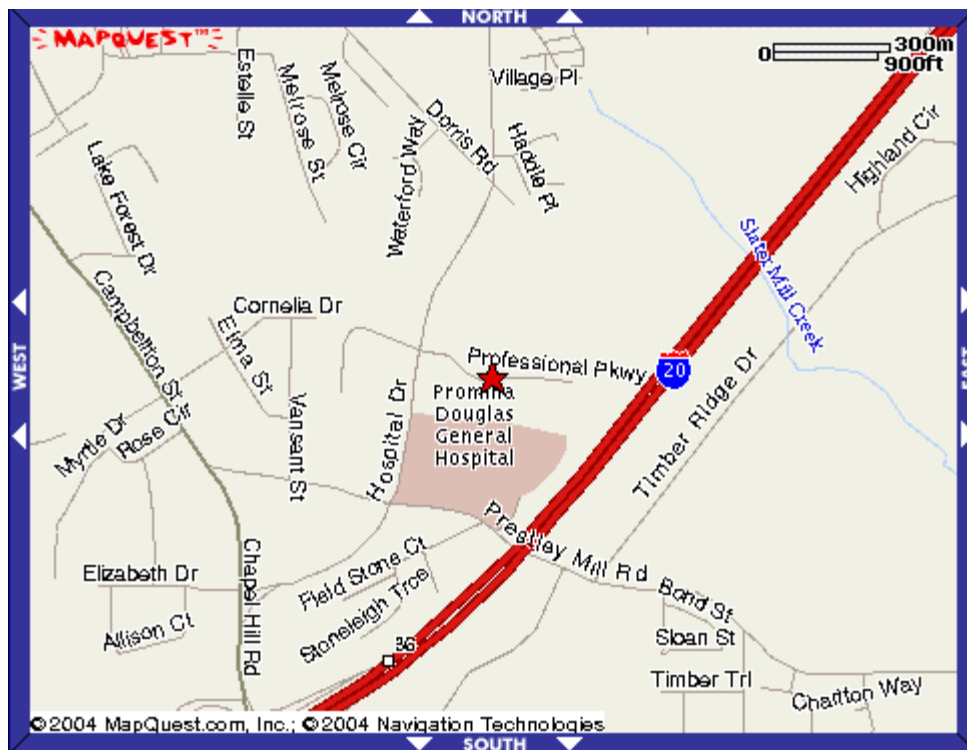 NORTH
MAPQUEST™
0 300m
900ft
Village Pl
Estelle St
Melrose St
Melrose Cir
Dorris Rd
Haddle Pl
Waterford Way
Highland Cir
Lake Forest Dr
Slater Mill Creek
Campbellton St
Cornelia Dr
WEST
EAST
Elma St
Professional Pkwy
20
Promina
Douglas
General
Hospital
Hospital Dr
Vansant St
Timber Ridge Dr
Myrtle Dr
Rose Cir
Prestley Mill Rd
Chapel Hill Rd
Elizabeth Dr
Field Stone Ct
Bond St
Allison Ct
Stoneleigh Trce
Sloan St
36
Timber Trl
Charlton Way
©2004 MapQuest.com, Inc.; ©2004 Navigation Technologies
SOUTH